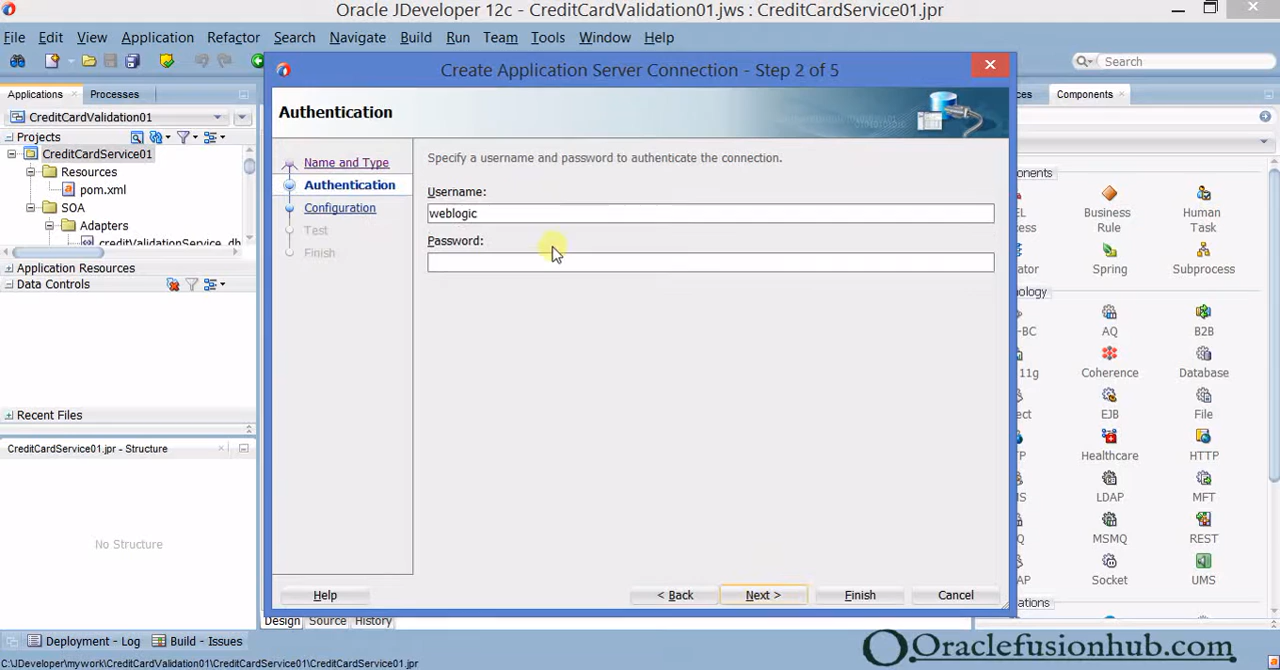 Oracle JDeveloper 12c - CreditCardValidation01.jws : CreditCardService01.jpr
File Edit View Application Refactor Search Navigate Build Run Team Tools Window Help
Search
Applications Processes
Components
CreditCardValidation01
Projects
CreditCardService01
Resources
pom.xml
SOA
Adapters
creditValidationService_db
Application Resources
Data Controls
Recent Files
CreditCardService01.jpr - Structure
No Structure
Create Application Server Connection - Step 2 of 5
Authentication
Name and Type
Authentication
Configuration
Test
Finish
Specify a username and password to authenticate the connection.
Username:
weblogic
Password:
Help
< Back
Next >
Finish
Cancel
Design Source History
Business Rule
Human Task
Spring
Subprocess
AQ
B2B
11g
Coherence
Database
EJB
File
Healthcare
HTTP
LDAP
MFT
MSMQ
REST
Socket
UMS
Deployment - Log Build - Issues
C:\JDeveloper\mywork\CreditCardValidation01\CreditCardService01\CreditCardService01.jpr
Oraclefusionhub.com